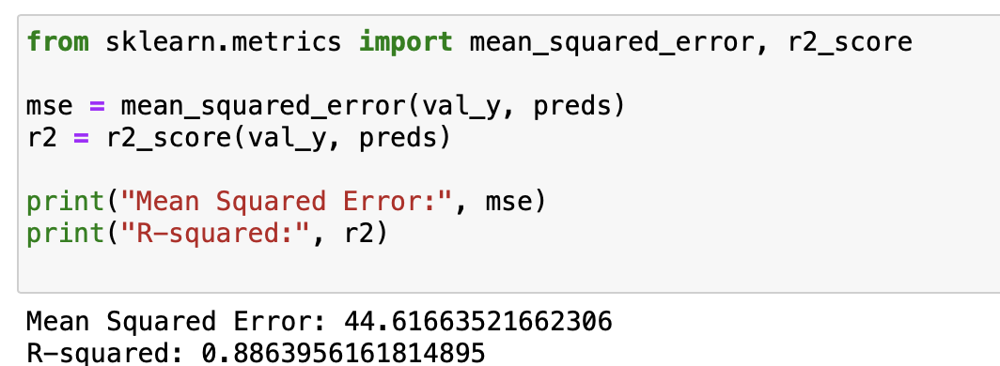 from sklearn.metrics import mean_squared_error, r2_score
mse = mean_squared_error(val_y, preds)
r2 = r2_score(val_y, preds)
print("Mean Squared Error:", mse)
print("R-squared:", r2)
Mean Squared Error: 44.61663521662306
R-squared: 0.8863956161814895